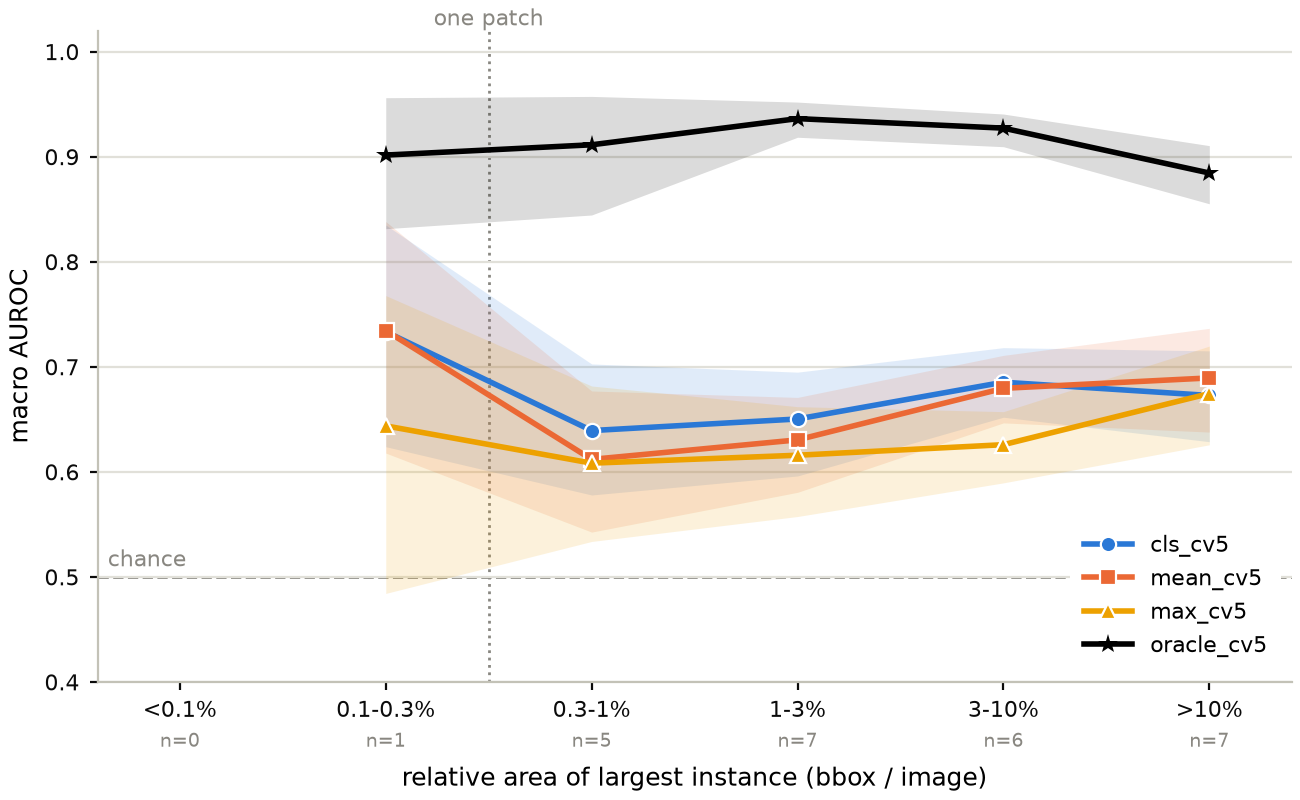 one patch
1.0
0.9
0.8
0.7
0.6
0.5
0.4
macro AUROC
chance
cls_cv5
mean_cv5
max_cv5
oracle_cv5
<0.1% 0.1-0.3% 0.3-1% 1-3% 3-10% >10%
n=0 n=1 n=5 n=7 n=6 n=7
relative area of largest instance (bbox / image)